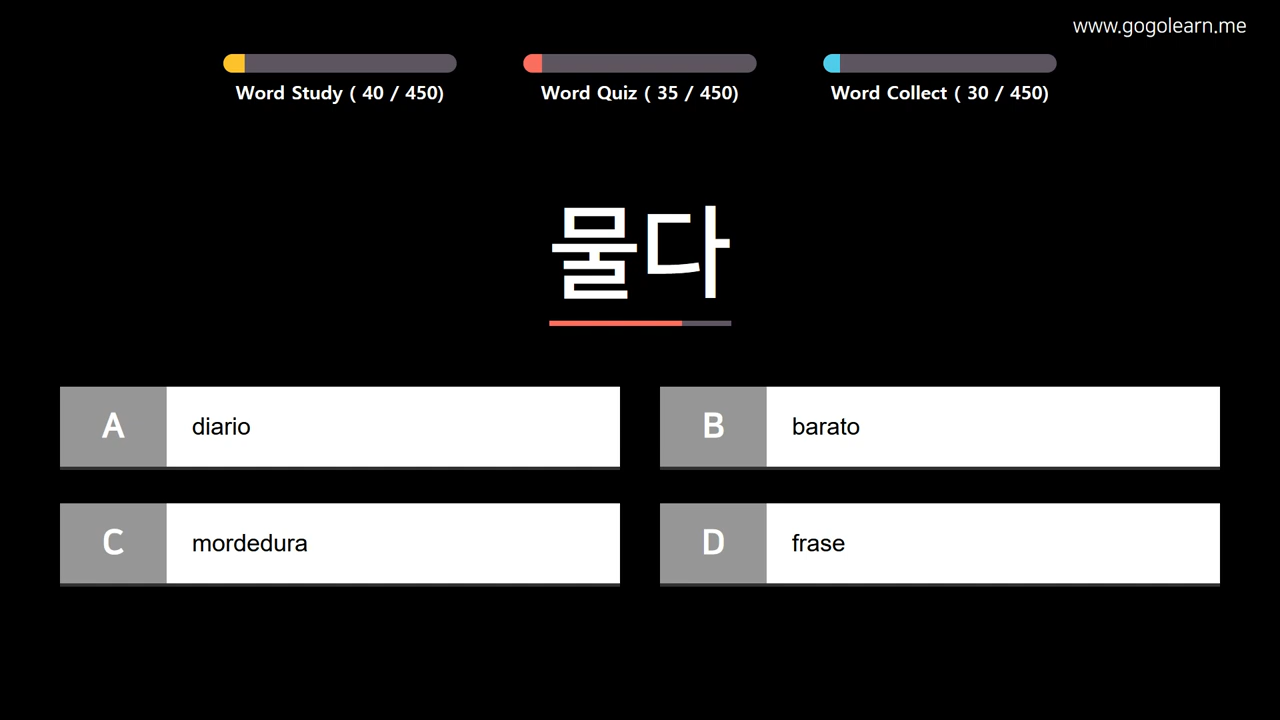 www.gogolearn.me
Word Study ( 40 / 450)
Word Quiz ( 35 / 450)
Word Collect ( 30 / 450)
물다
A diario
B barato
C mordedura
D frase